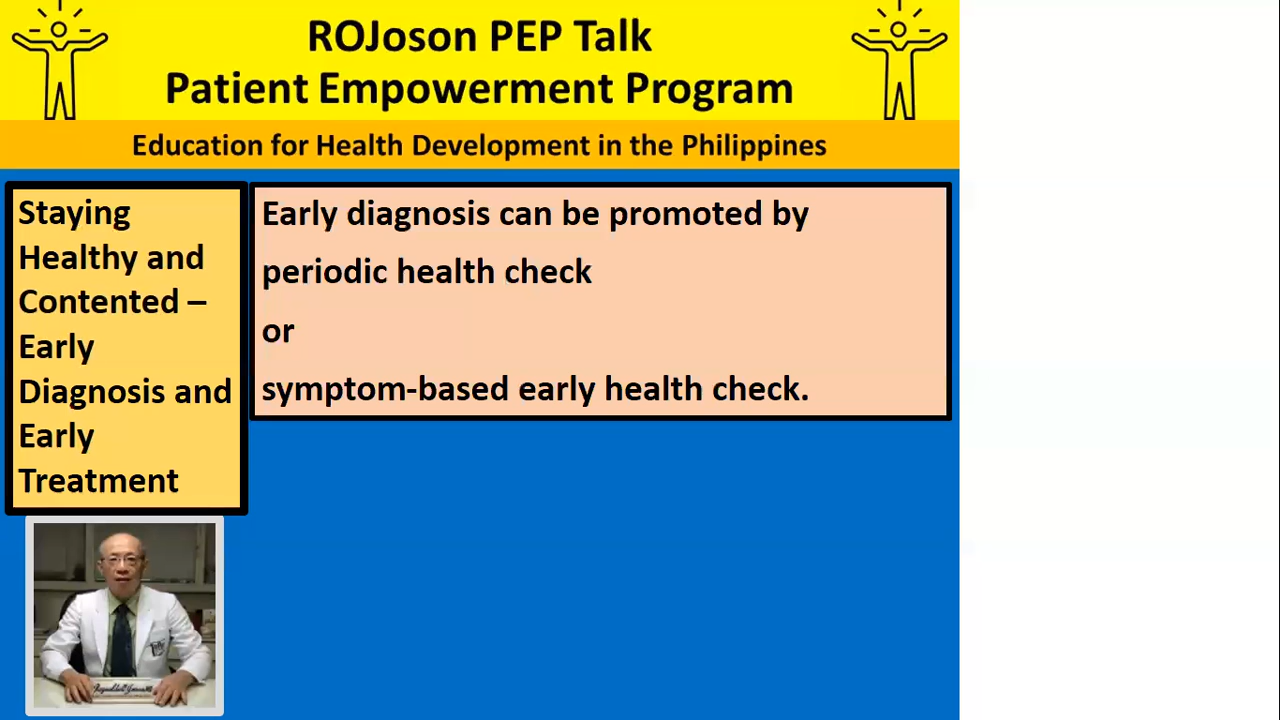 ROJoson PEP Talk
Patient Empowerment Program
Education for Health Development in the Philippines
Staying
Healthy and
Contented –
Early
Diagnosis and
Early
Treatment
Early diagnosis can be promoted by
periodic health check
or
symptom-based early health check.